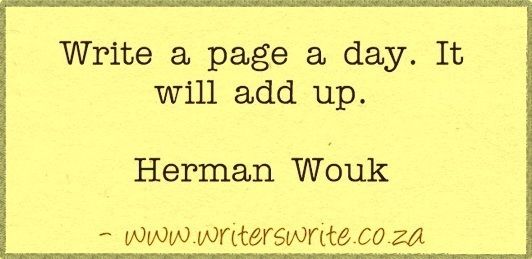 Write a page a day. It
will add up.
Herman Wouk
- www.writerswrite.co.za